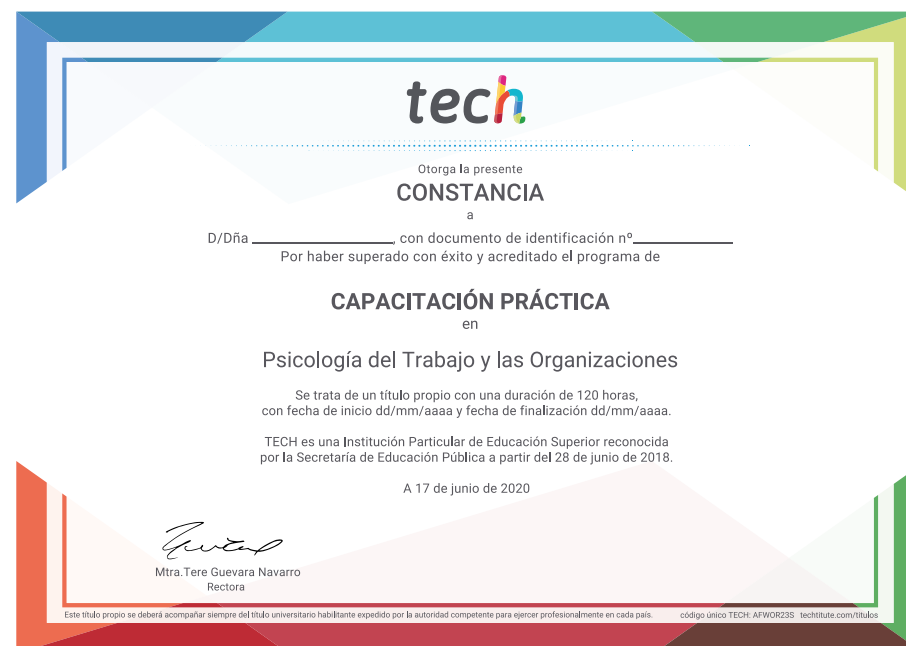 tech
Otorga la presente
CONSTANCIA
a
D/Dña ____________________, con documento de identificación nº______________
Por haber superado con éxito y acreditado el programa de
CAPACITACIÓN PRÁCTICA
en
Psicología del Trabajo y las Organizaciones
Se trata de un título propio con una duración de 120 horas,
con fecha de inicio dd/mm/aaaa y fecha de finalización dd/mm/aaaa.
TECH es una Institución Particular de Educación Superior reconocida
por la Secretaría de Educación Pública a partir del 28 de junio de 2018.
A 17 de junio de 2020
Mtra.Tere Guevara Navarro
Rectora
Este título propio se deberá acompañar siempre del título universitario habilitante expedido por la autoridad competente para ejercer profesionalmente en cada país. código único TECH: AFWOR23S techtitute.com/titulos